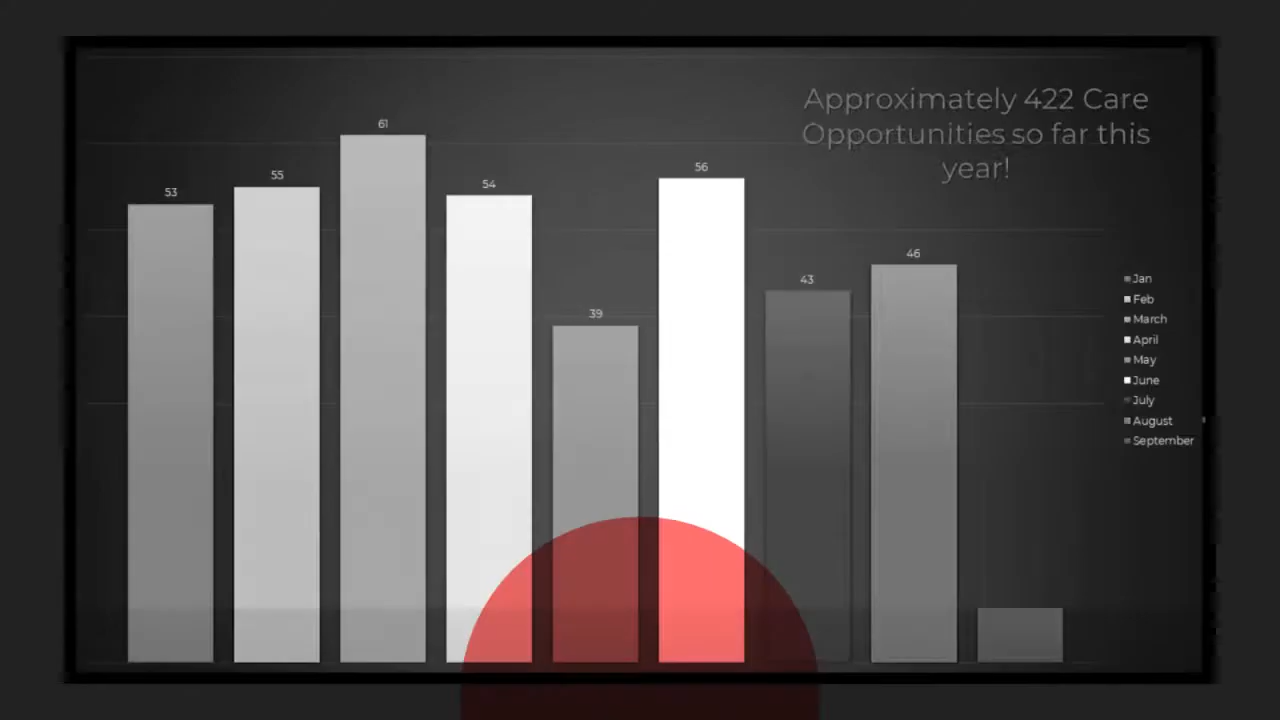 Approximately 422 Care
Opportunities so far this
year!
61
56
55
54
53
46
43
39
Jan
Feb
March
April
May
June
July
August
September